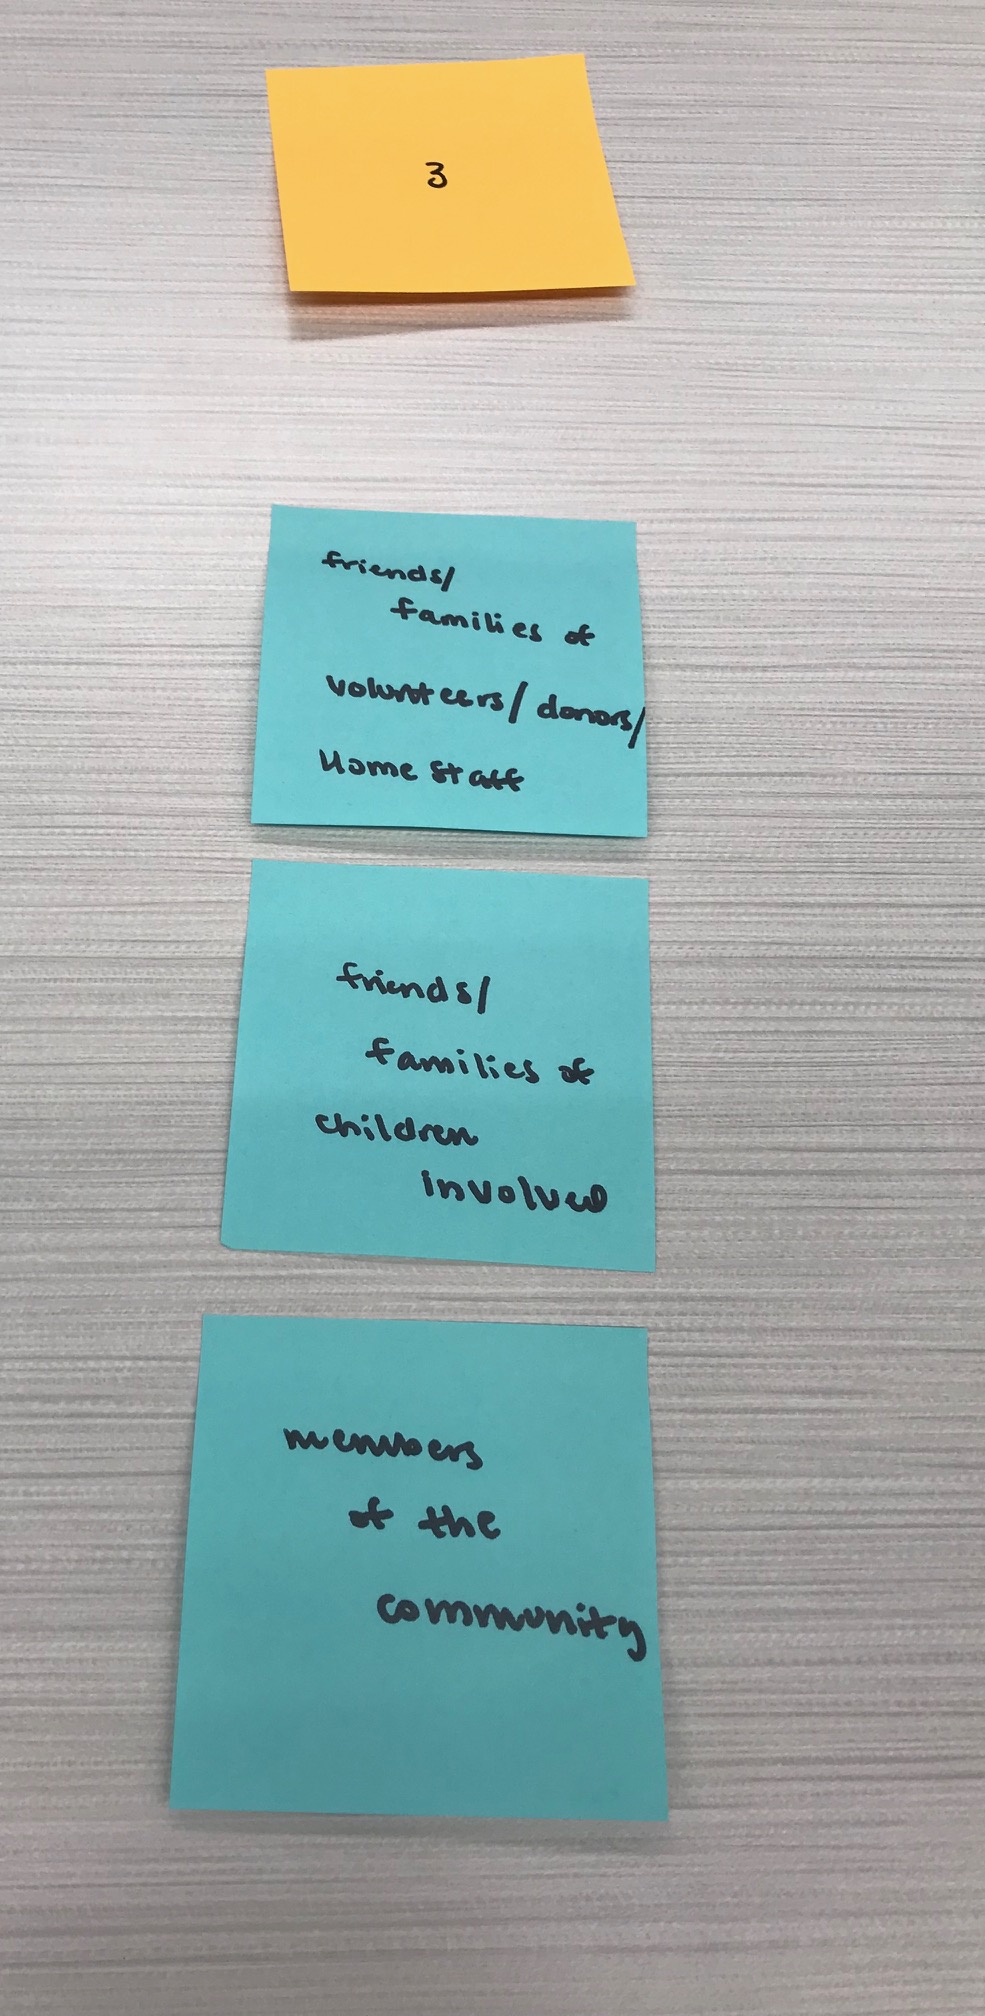 3
friends/
families of
volunteers/donors/
Home Staff
friends/
families of
children
involved
members
of the
community